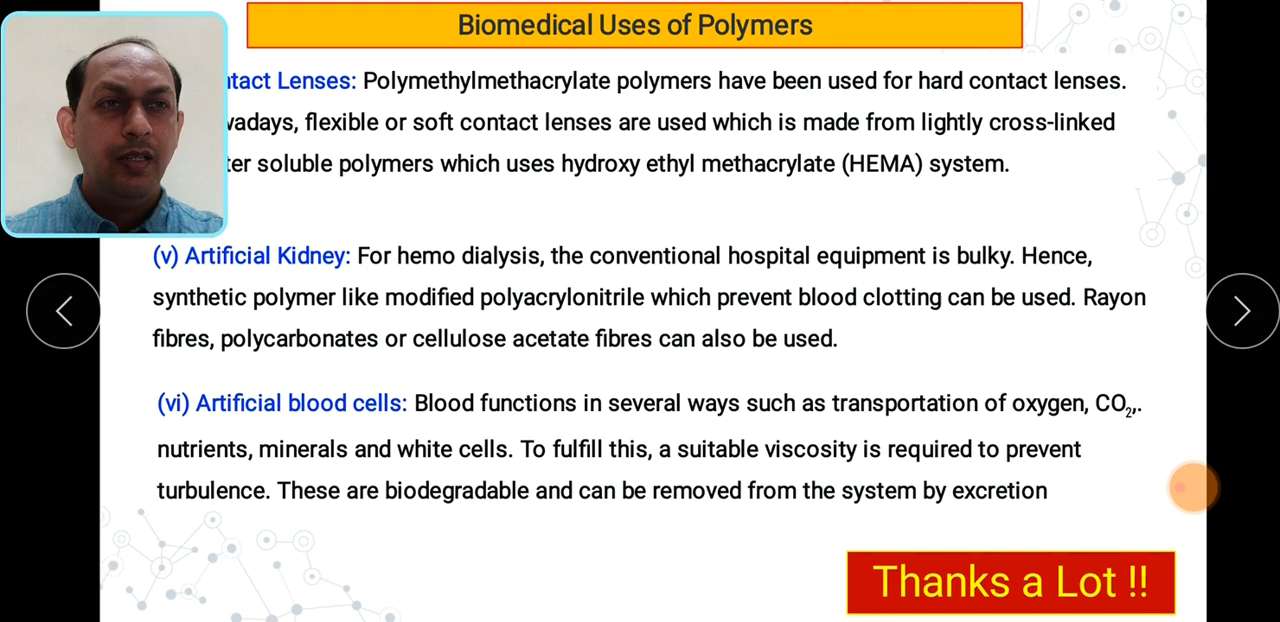 Biomedical Uses of Polymers
ntact Lenses: Polymethylmethacrylate polymers have been used for hard contact lenses.
wadays, flexible or soft contact lenses are used which is made from lightly cross-linked
ter soluble polymers which uses hydroxy ethyl methacrylate (HEMA) system.
(v) Artificial Kidney: For hemo dialysis, the conventional hospital equipment is bulky. Hence,
synthetic polymer like modified polyacrylonitrile which prevent blood clotting can be used. Rayon
fibres, polycarbonates or cellulose acetate fibres can also be used.
(vi) Artificial blood cells: Blood functions in several ways such as transportation of oxygen, CO₂,.
nutrients, minerals and white cells. To fulfill this, a suitable viscosity is required to prevent
turbulence. These are biodegradable and can be removed from the system by excretion
Thanks a Lot !!